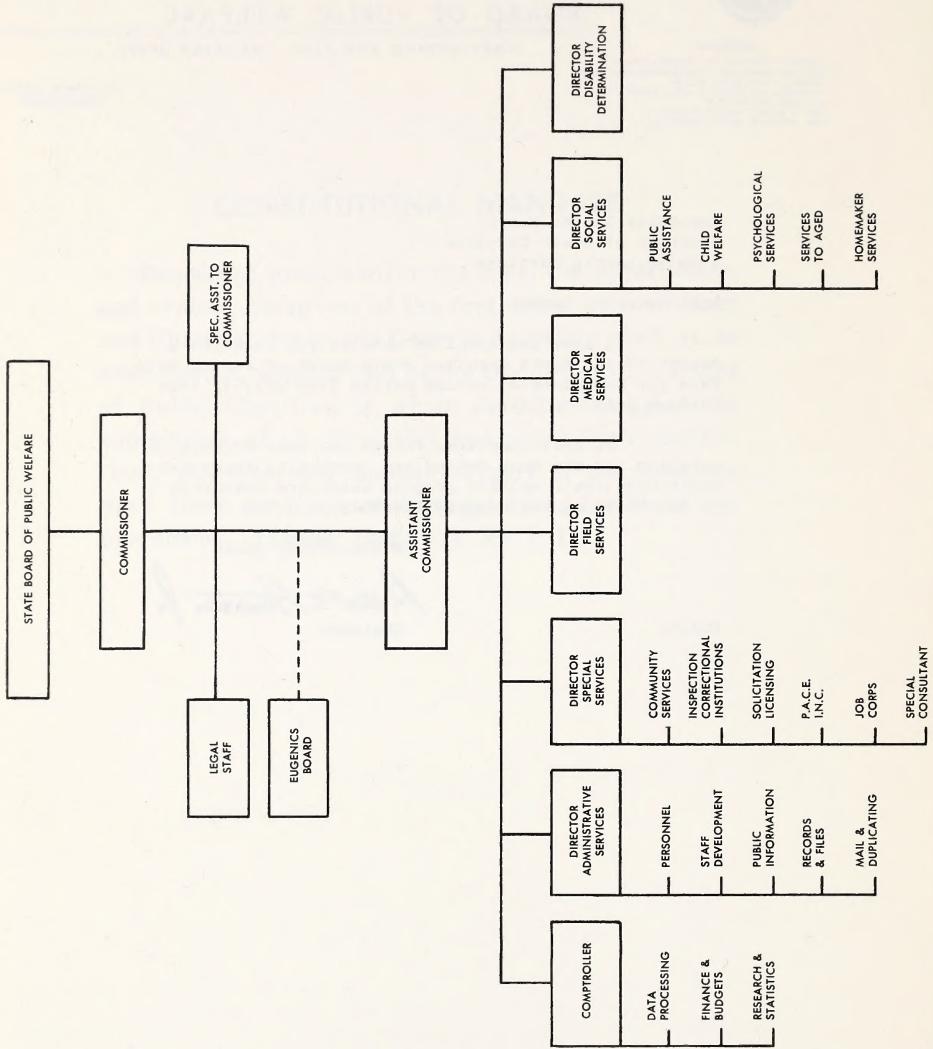 STATE BOARD OF PUBLIC WELFARE
COMMISSIONER
LEGAL
STAFF
SPEC. ASST. TO
COMMISSIONER
EUGENICS
BOARD
ASSISTANT
COMMISSIONER
COMPTROLLER
DATA
PROCESSING
FINANCE &
BUDGETS
RESEARCH &
STATISTICS
DIRECTOR
ADMINISTRATIVE
SERVICES
PERSONNEL
STAFF
DEVELOPMENT
PUBLIC
INFORMATION
RECORDS
& FILES
MAIL &
DUPLICATING
DIRECTOR
SPECIAL
SERVICES
COMMUNITY
SERVICES
INSPECTION
CORRECTIONAL
INSTITUTIONS
SOLICITATION
LICENSING
P.A.C.E.
I.N.C.
JOB
CORPS
SPECIAL
CONSULTANT
DIRECTOR
FIELD
SERVICES
DIRECTOR
MEDICAL
SERVICES
DIRECTOR
SOCIAL
SERVICES
PUBLIC
ASSISTANCE
CHILD
WELFARE
PSYCHOLOGICAL
SERVICES
SERVICES
TO AGED
HOMEMAKER
SERVICES
DIRECTOR
DISABILITY
DETERMINATION